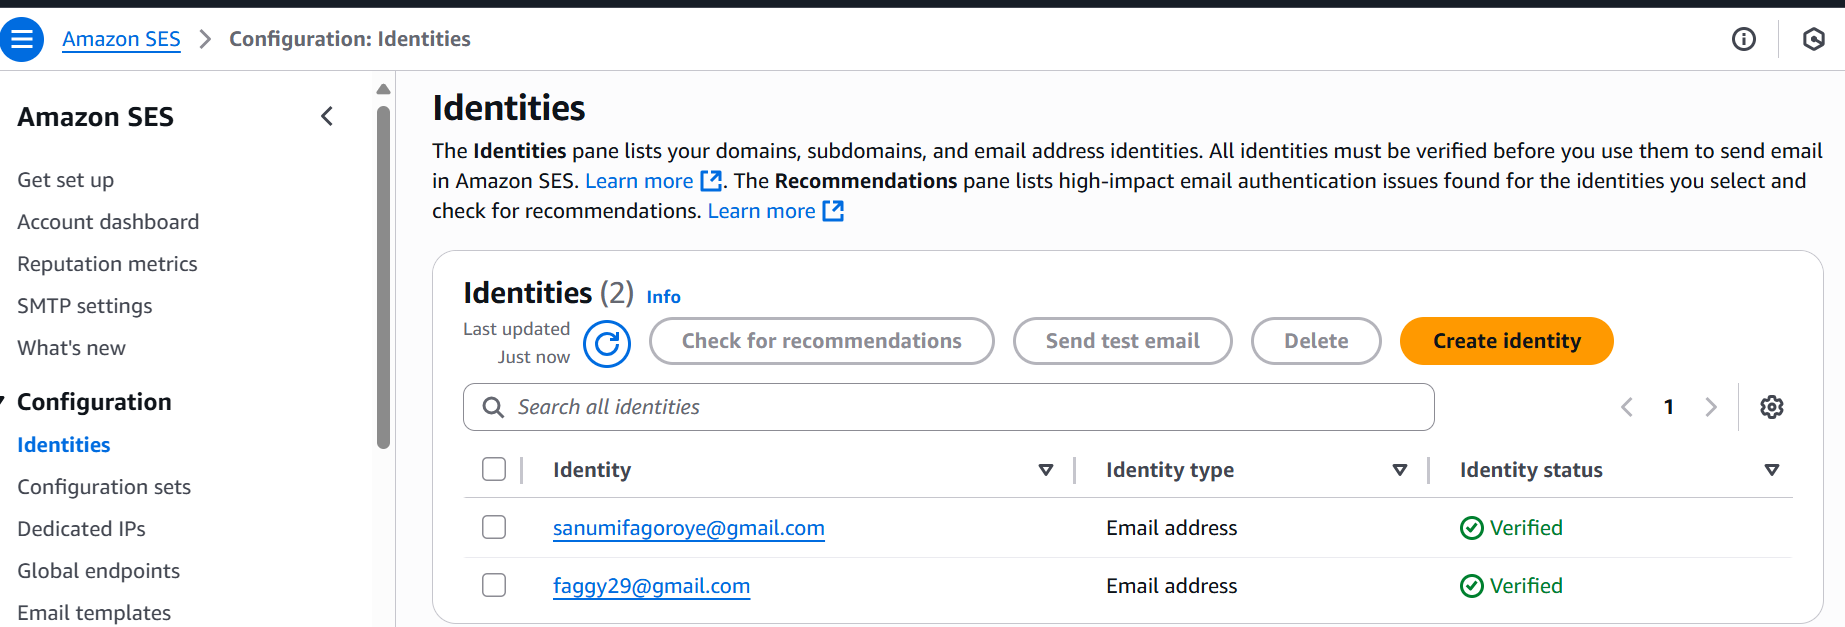 Amazon SES > Configuration: Identities
Amazon SES
Get set up
Account dashboard
Reputation metrics
SMTP settings
What's new
Configuration
Identities
Configuration sets
Dedicated IPs
Global endpoints
Email templates
Identities
The Identities pane lists your domains, subdomains, and email address identities. All identities must be verified before you use them to send email
in Amazon SES. Learn more. The Recommendations pane lists high-impact email authentication issues found for the identities you select and
check for recommendations. Learn more
Identities (2) Info
Last updated
Just now
Check for recommendations
Send test email
Delete
Create identity
Search all identities
1
Identity Identity type Identity status
sanumifagoroye@gmail.com Email address Verified
faggy29@gmail.com Email address Verified